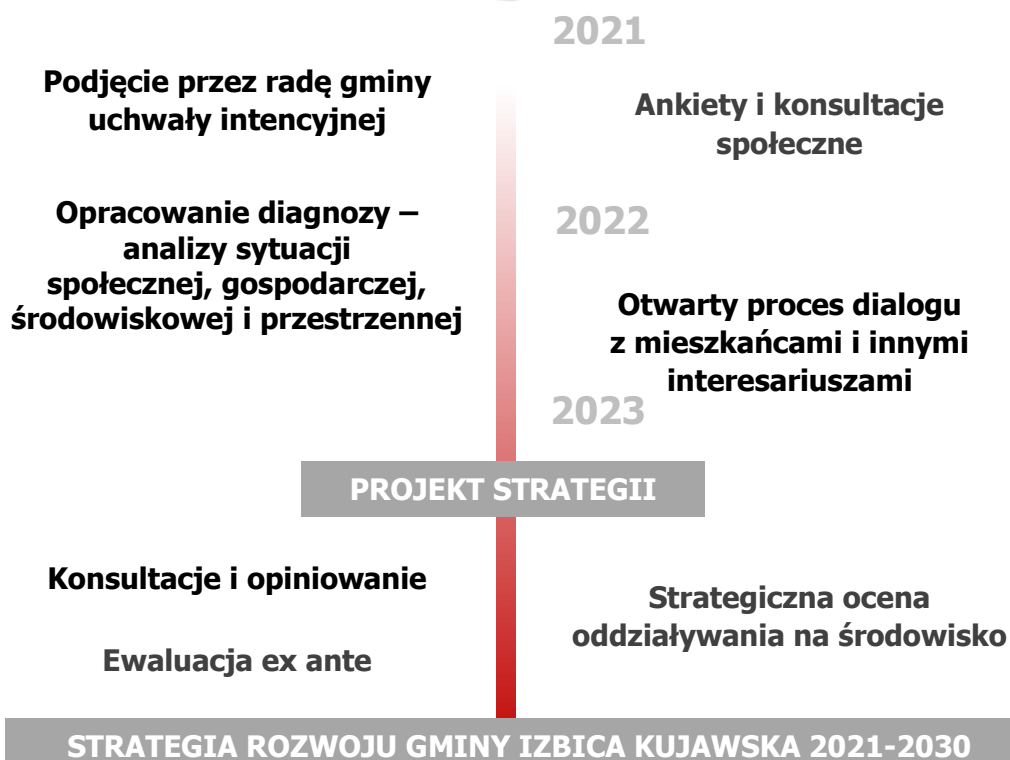 2021
Podjęcie przez radę gminy
uchwały intencyjnej
Ankiety i konsultacje
społeczne
Opracowanie diagnozy –
analizy sytuacji
społecznej, gospodarczej,
środowiskowej i przestrzennej
2022
Otwarty proces dialogu
z mieszkańcami i innymi
interesariuszami
2023
PROJEKT STRATEGII
Konsultacje i opiniowanie
Ewaluacja ex ante
Strategiczna ocena
oddziaływania na środowisko
STRATEGIA ROZWOJU GMINY IZBICA KUJAWSKA 2021-2030